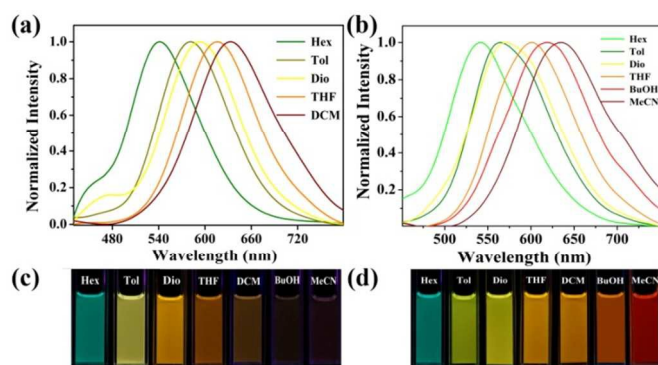 (a)
Normalized Intensity
1.0
0.8
0.6
0.4
0.2
0.0
480 540 600 660 720
Wavelength (nm)
Hex
Tol
Dio
THF
DCM
(b)
Normalized Intensity
1.0
0.8
0.6
0.4
0.2
500 550 600 650 700
Wavelength (nm)
Hex
Tol
Dio
THF
BuOH
MeCN
(c)
Hex Tol Dio THF DCM BuOH MeCN
(d)
Hex Tol Dio THF DCM BuOH MeCN